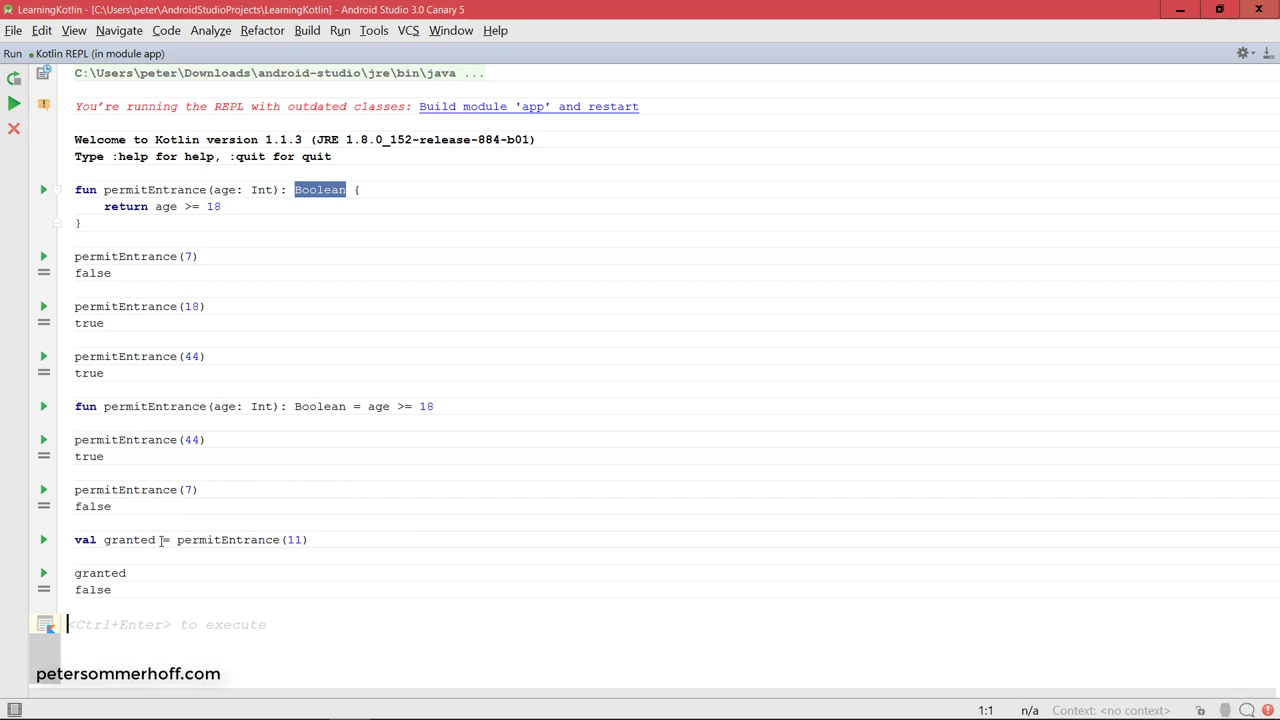 LearningKotlin - [C:\Users\peter\AndroidStudioProjects\LearningKotlin] - Android Studio 3.0 Canary 5
File Edit View Navigate Code Analyze Refactor Build Run Tools VCS Window Help
Run Kotlin REPL (in module app)
C:\Users\peter\Downloads\android-studio\jre\bin\java ...
You're running the REPL with outdated classes: Build module 'app' and restart
Welcome to Kotlin version 1.1.3 (JRE 1.8.0_152-release-884-b01)
Type :help for help, :quit for quit
fun permitEntrance(age: Int): Boolean {
    return age >= 18
}
permitEntrance(7)
false
permitEntrance(18)
true
permitEntrance(44)
true
fun permitEntrance(age: Int): Boolean = age >= 18
permitEntrance(44)
true
permitEntrance(7)
false
val granted = permitEntrance(11)
granted
false
<Ctrl+Enter> to execute
petersommerhoff.com
1:1 n/a Context: <no context>